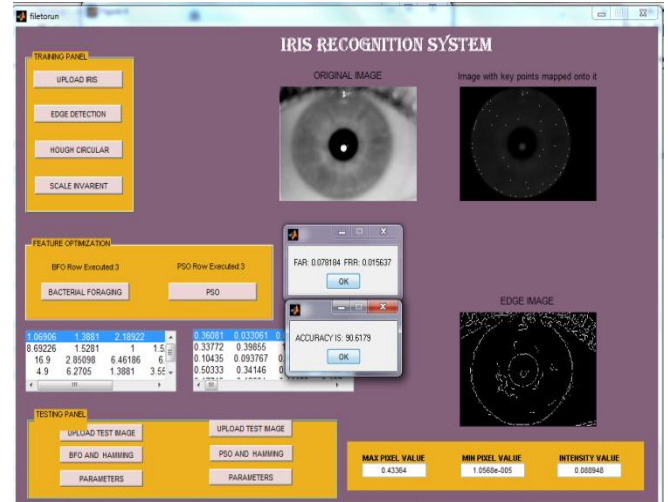 filetorun
IRIS RECOGNITION SYSTEM
TRAINING PANEL
UPLOAD IRIS
EDGE DETECTION
HOUGH CIRCULAR
SCALE INVARIENT
ORIGINAL IMAGE
Image with key points mapped onto it
FEATURE OPTIMIZATION
BFO Row Executed:3
PSO Row Executed:3
BACTERIAL FORAGING
PSO
FAR: 0.078184 FRR: 0.015637
OK
ACCURACY IS: 90.6179
OK
EDGE IMAGE
1.06906 1.3881 2.18922
8.69226 1.5281 1
16.9 2.85098 6.46186
4.9 6.2705 1.3881
0.36081 0.033061
0.33772 0.39855
0.10435 0.093767
0.50333 0.34146
TESTING PANEL
UPLOAD TEST IMAGE
BFO AND HAMMING
PARAMETERS
UPLOAD TEST IMAGE
PSO AND HAMMING
PARAMETERS
MAX PIXEL VALUE
0.43364
MIN PIXEL VALUE
1.0568e-005
INTENSITY VALUE
0.088948